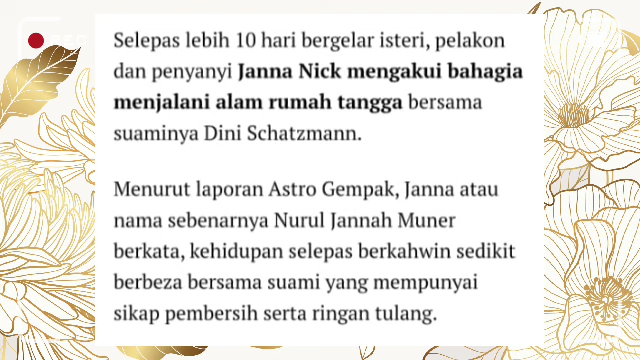 Selepas lebih 10 hari bergelar isteri, pelakon
dan penyanyi Janna Nick mengakui bahagia
menjalani alam rumah tangga bersama
suaminya Dini Schatzmann.
Menurut laporan Astro Gempak, Janna atau
nama sebenarnya Nurul Jannah Muner
berkata, kehidupan selepas berkahwin sedikit
berbeza bersama suami yang mempunyai
sikap pembersih serta ringan tulang.